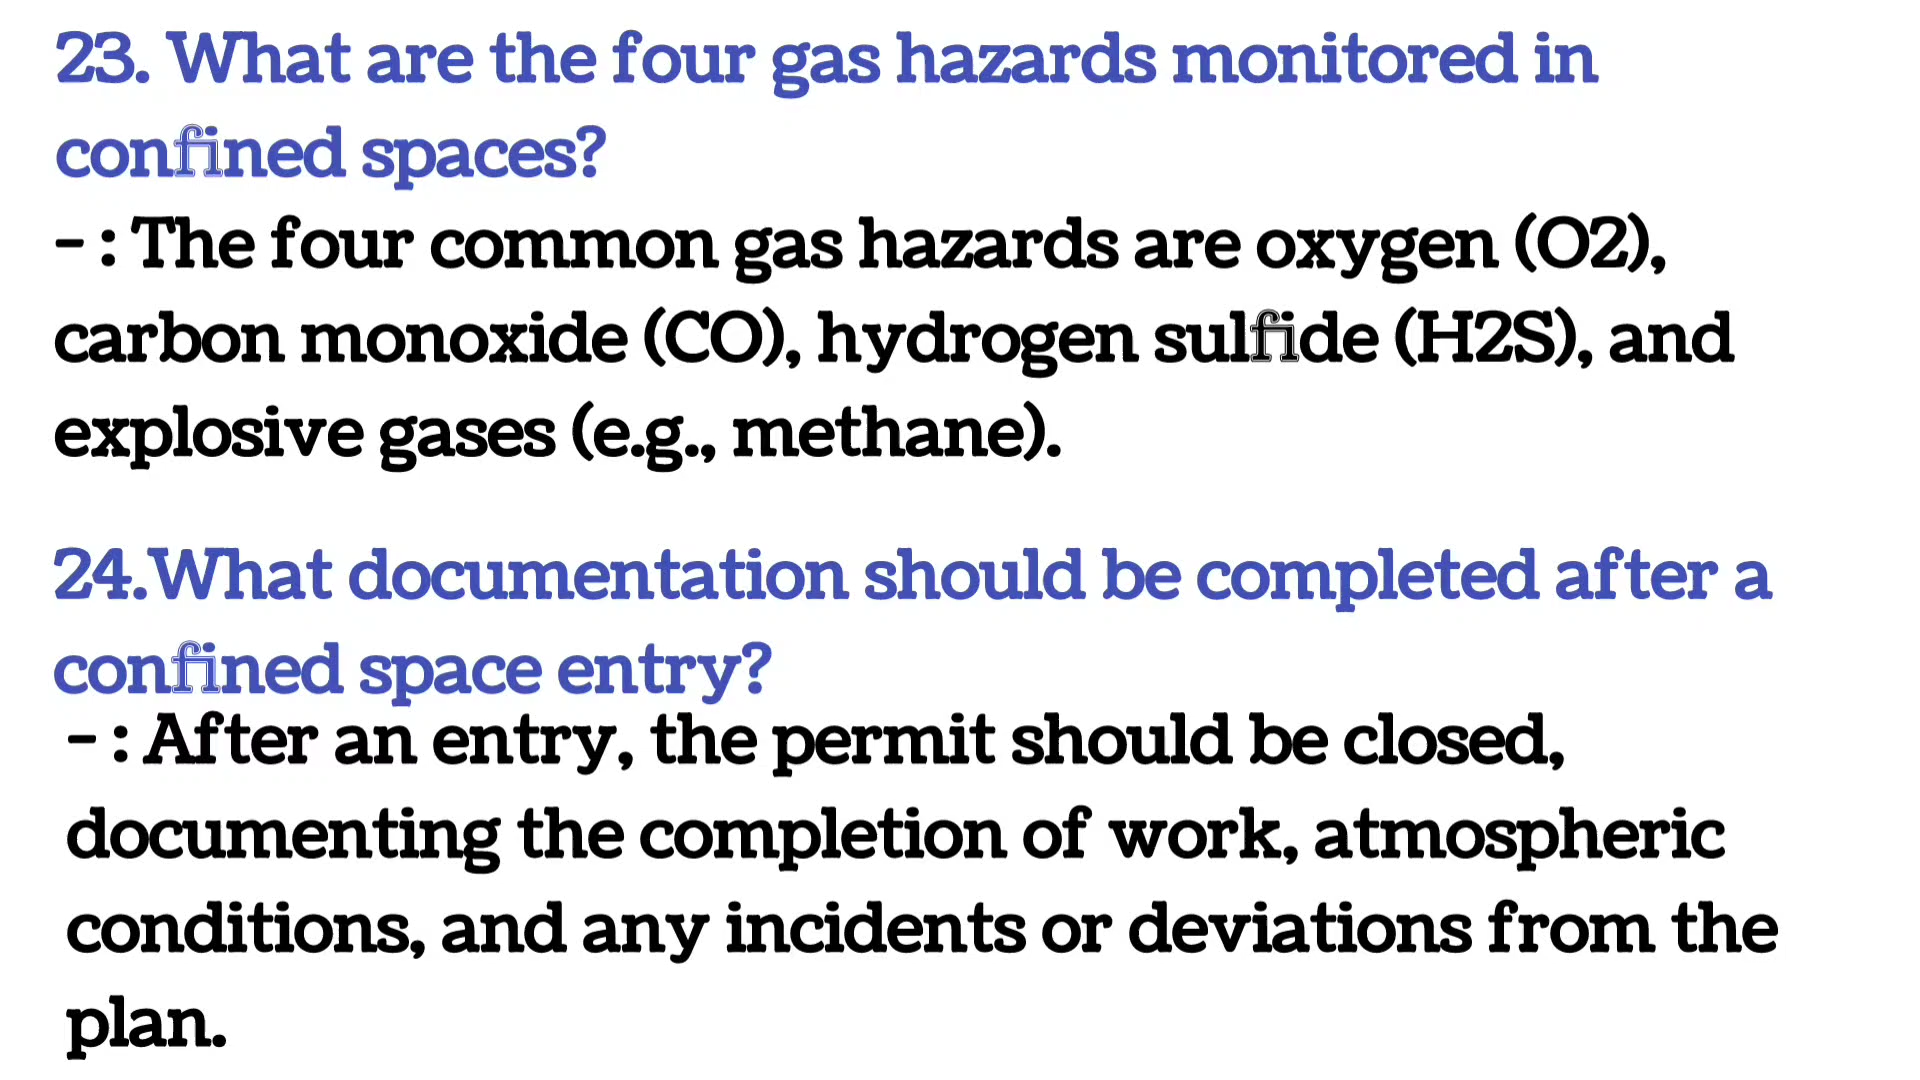 23. What are the four gas hazards monitored in
confined spaces?
- : The four common gas hazards are oxygen (O2),
carbon monoxide (CO), hydrogen sulfide (H2S), and
explosive gases (e.g., methane).
24.What documentation should be completed after a
confined space entry?
- : After an entry, the permit should be closed,
documenting the completion of work, atmospheric
conditions, and any incidents or deviations from the
plan.